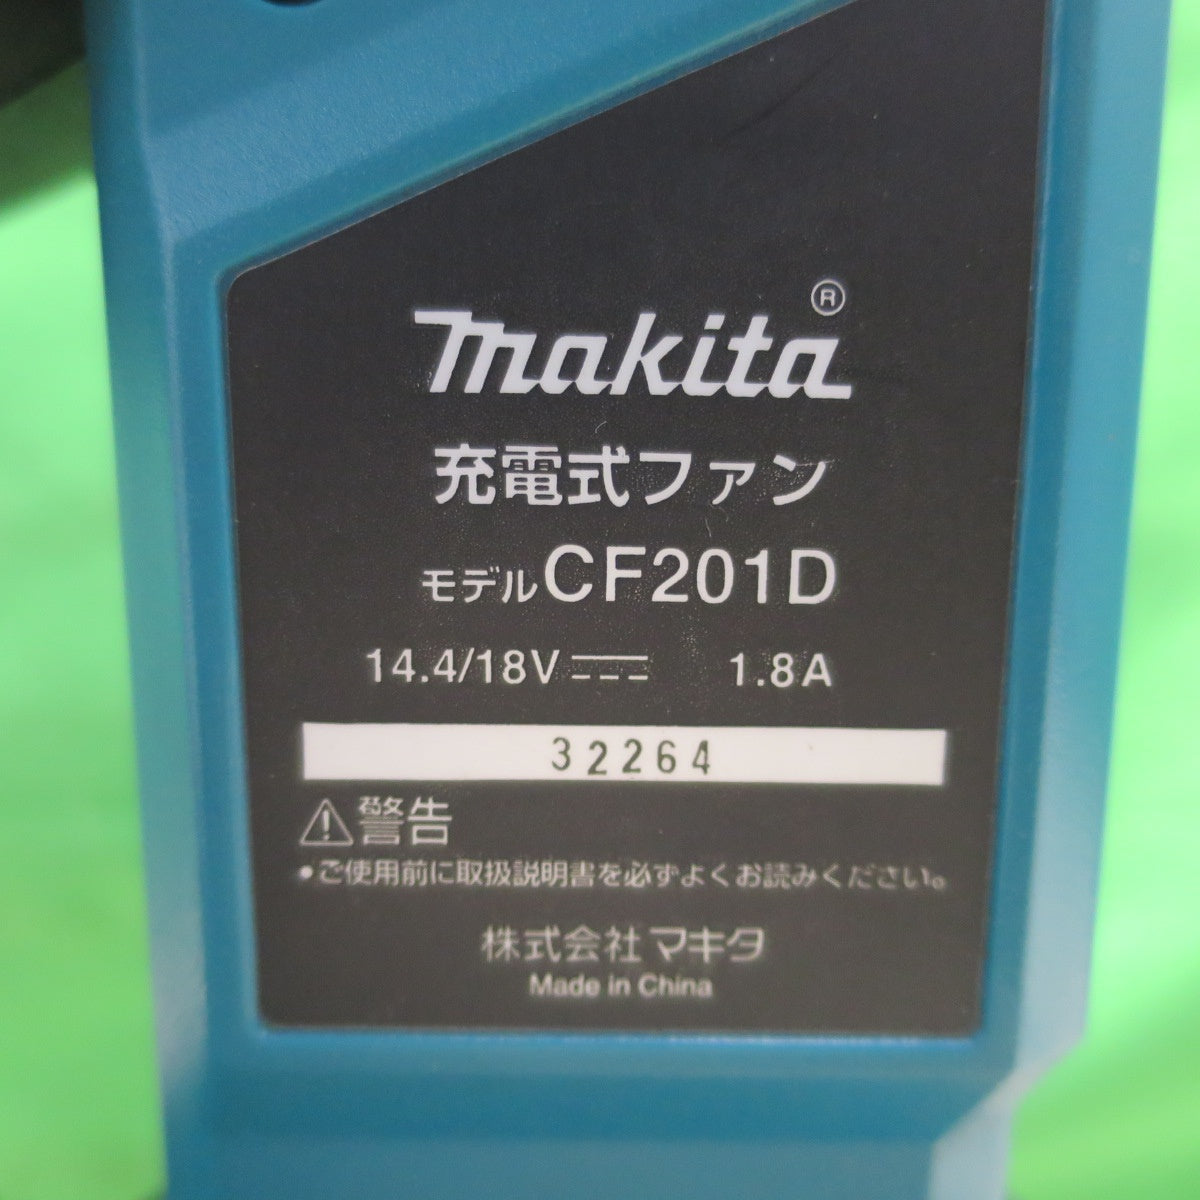 makita®
充電式ファン
モデルCF201D
14.4/18V 1.8A
32264
警告
•ご使用前に取扱説明書を必ずよくお読みください。
株式会社マキタ
Made in China